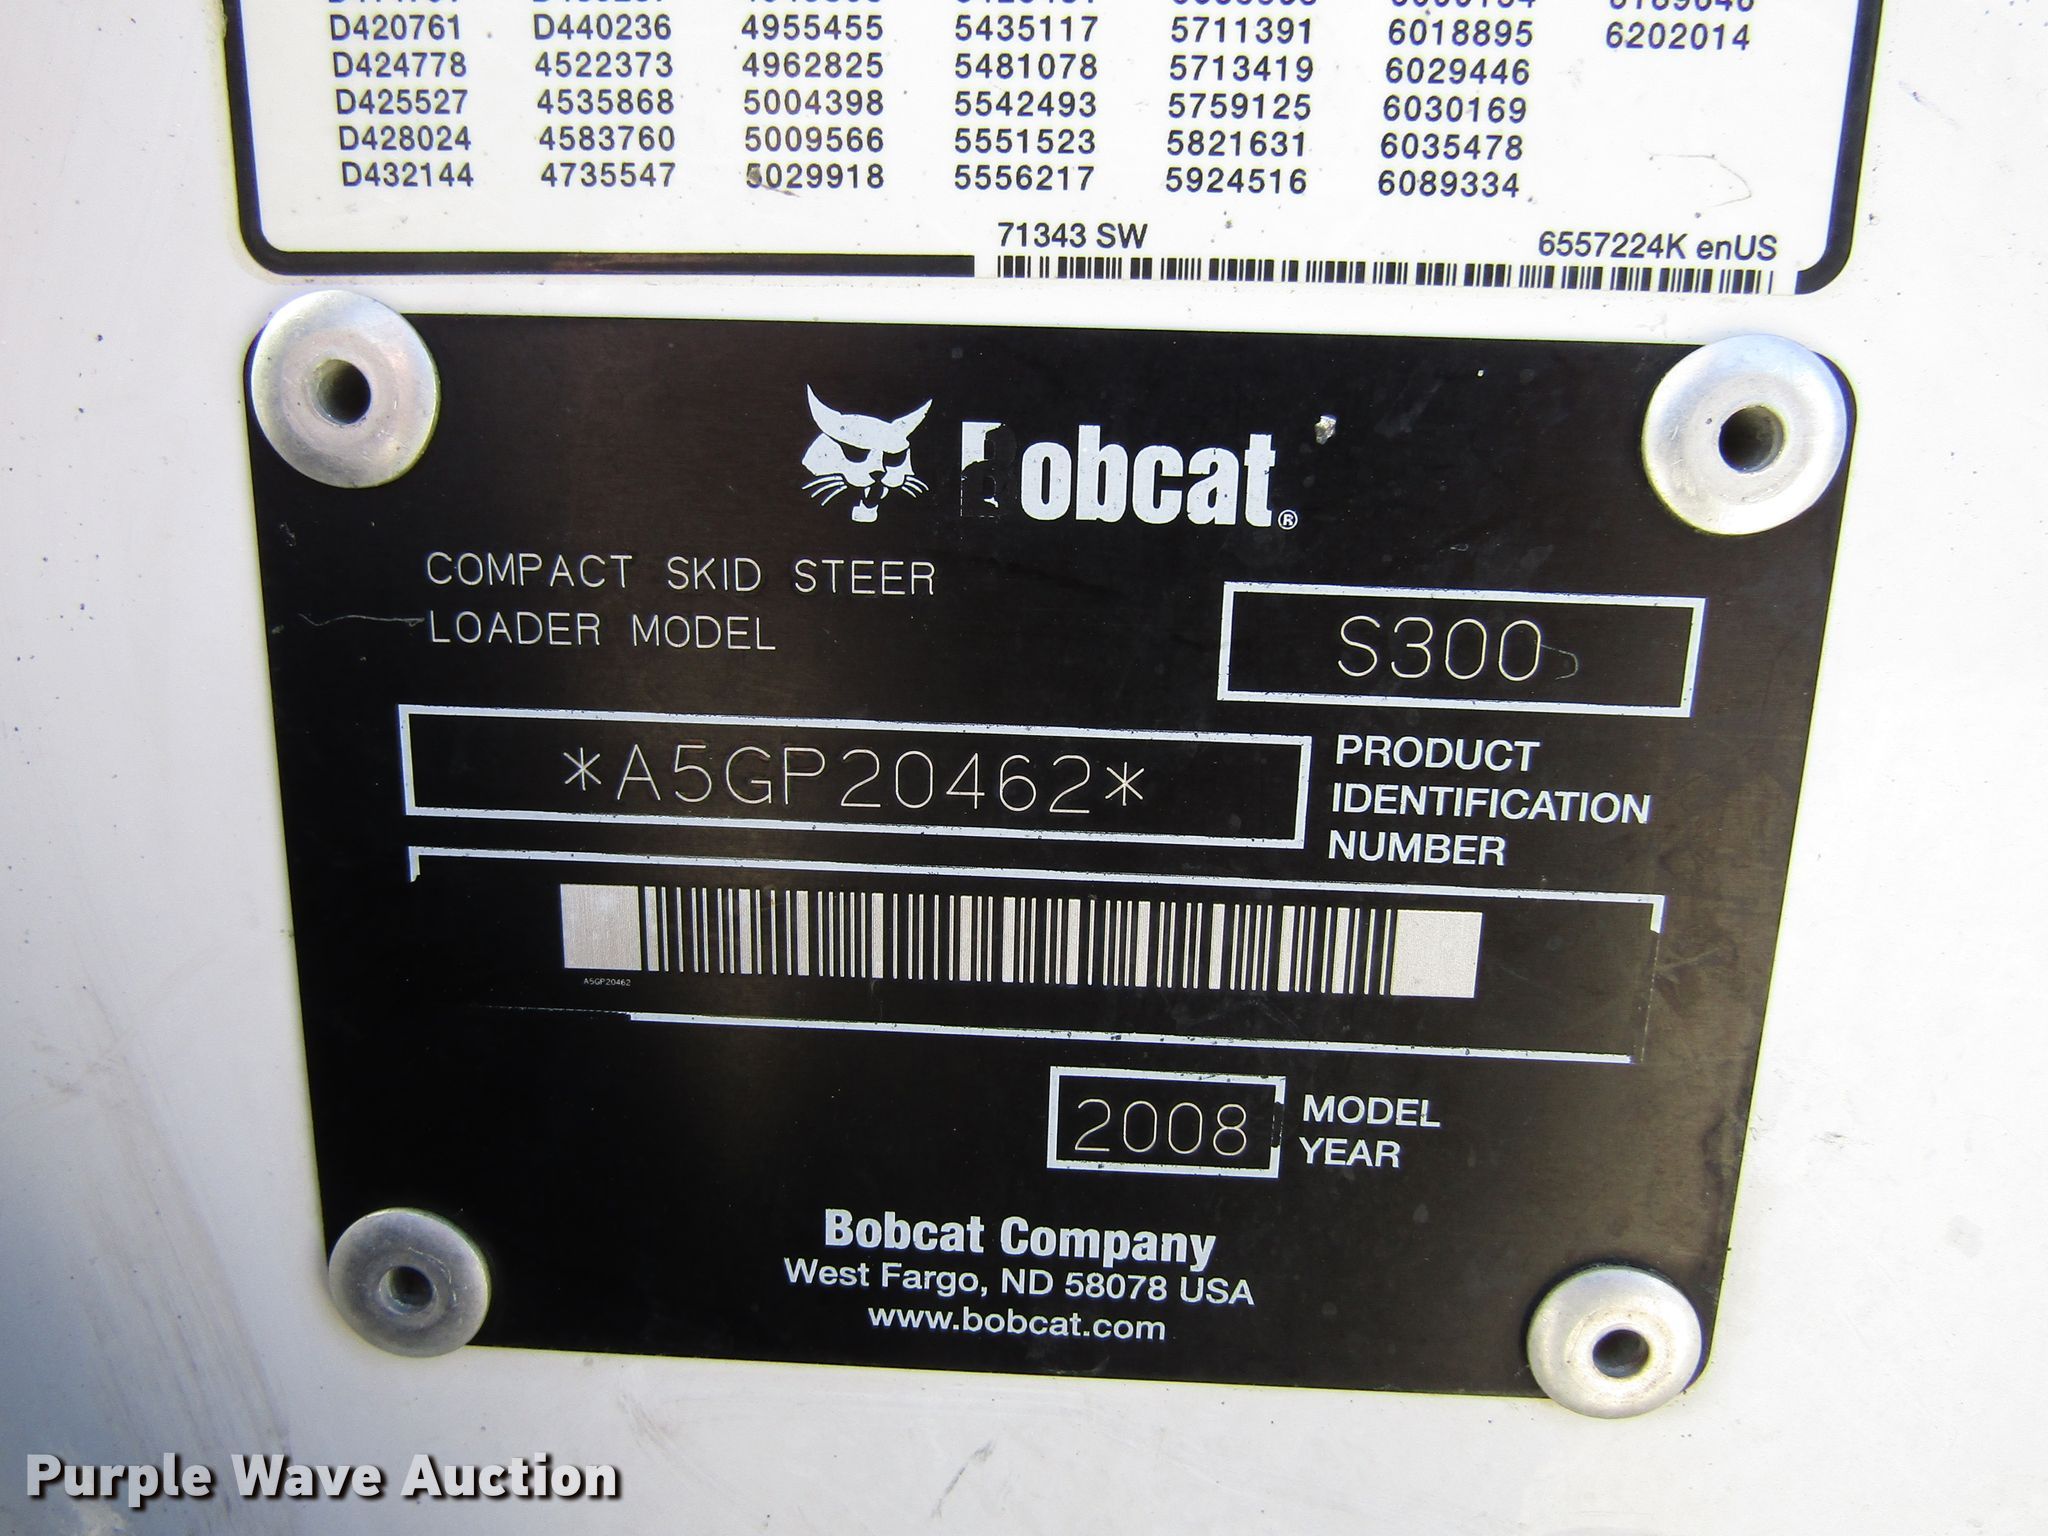 D420761 D440236 4955455 5435117 5711391 6018895 6202014
D424778 4522373 4962825 5481078 5713419 6029446
D425527 4535868 5004398 5542493 5759125 6030169
D428024 4583760 5009566 5551523 5821631 6035478
D432144 4735547 5029918 5556217 5924516 6089334
71343 SW 6557224K enUS
Bobcat®
COMPACT SKID STEER
LOADER MODEL
S300
*A5GP20462*
PRODUCT
IDENTIFICATION
NUMBER
A5GP20462
2008
MODEL
YEAR
Bobcat Company
West Fargo, ND 58078 USA
www.bobcat.com
Purple Wave Auction